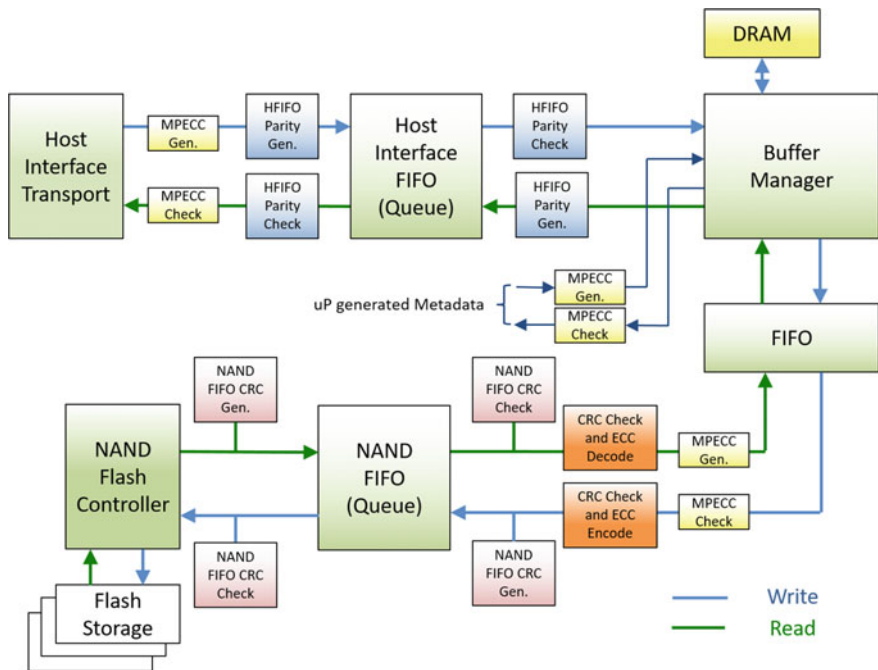 DRAM
Host
Interface
Transport
MPECC
Gen.
HFIFO
Parity
Gen.
Host
Interface
FIFO
(Queue)
HFIFO
Parity
Check
Buffer
Manager
MPECC
Check
HFIFO
Parity
Check
HFIFO
Parity
Gen.
uP generated Metadata
MPECC
Gen.
MPECC
Check
FIFO
NAND
FIFO CRC
Gen.
NAND
FIFO CRC
Check
NAND
Flash
Controller
NAND
FIFO
(Queue)
CRC Check
and ECC
Decode
MPECC
Gen.
CRC Check
and ECC
Encode
MPECC
Check
NAND
FIFO CRC
Check
NAND
FIFO CRC
Gen.
Flash
Storage
Write
Read